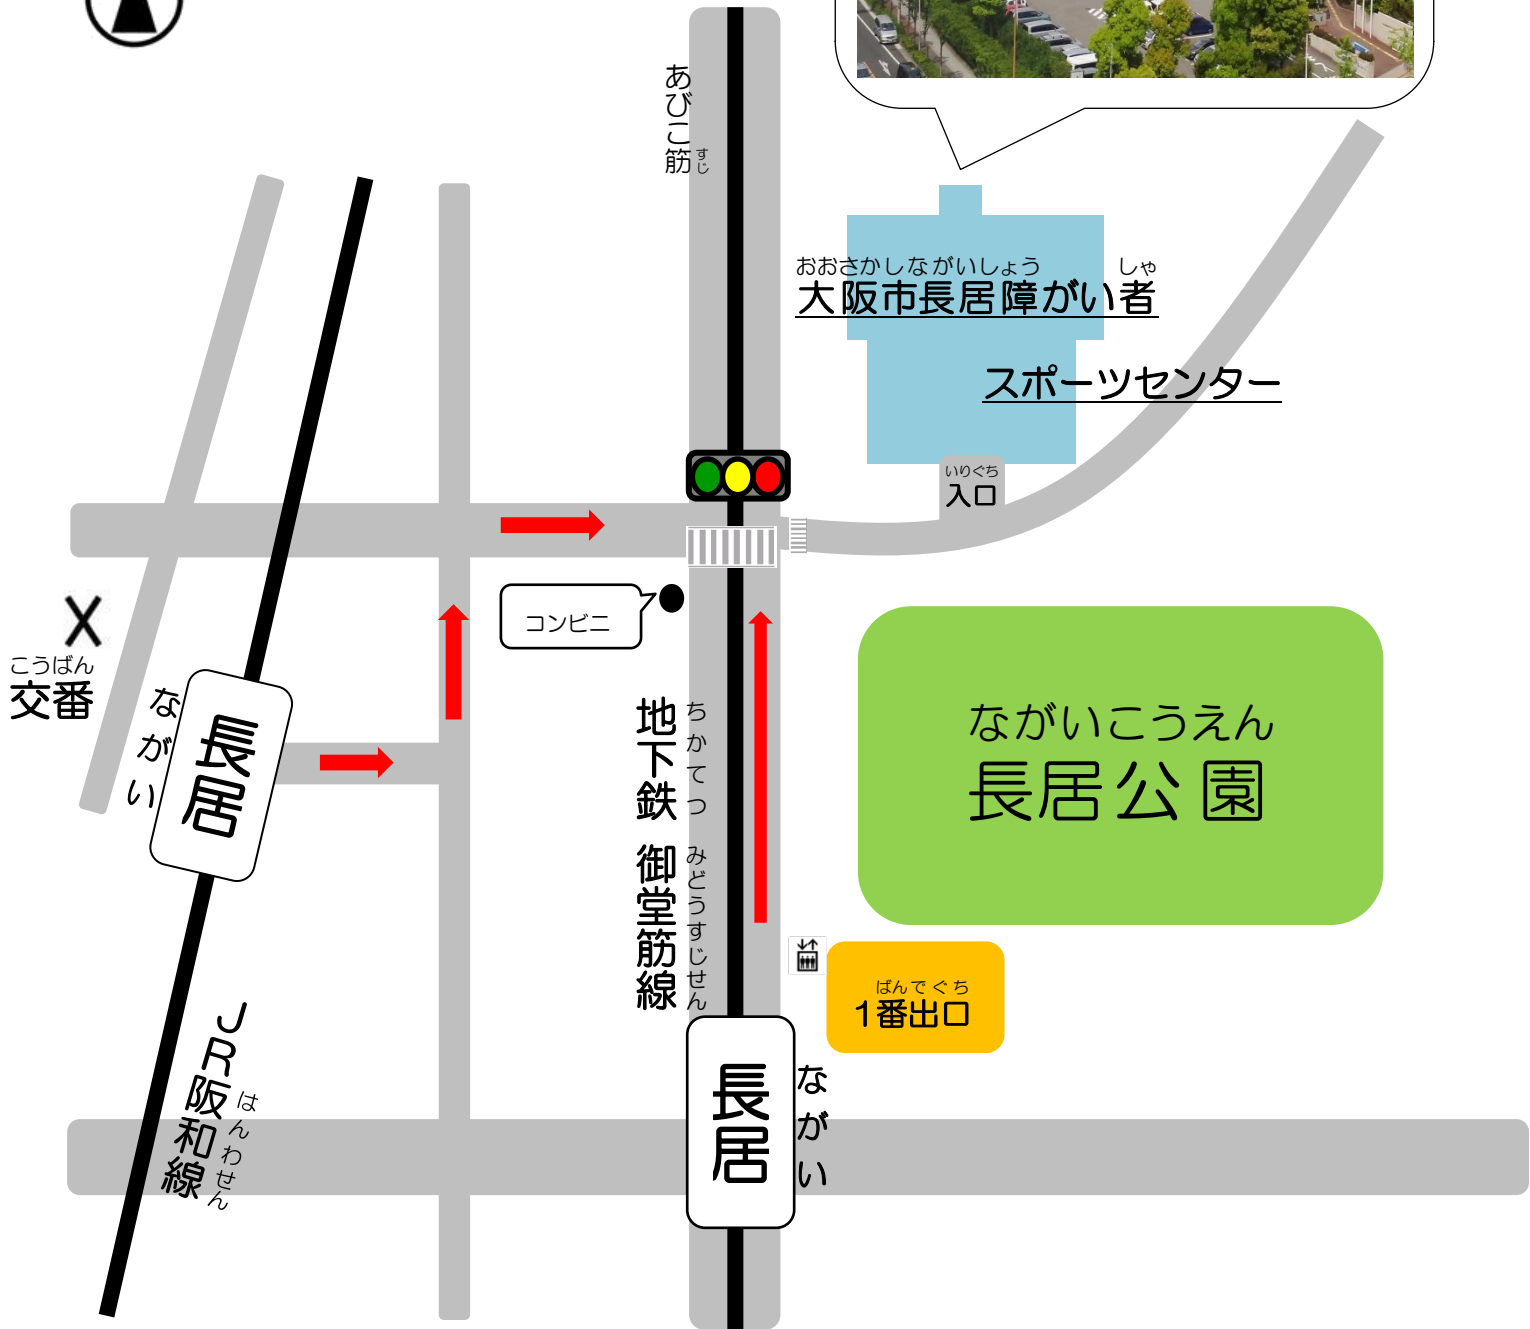 あびこ筋
すじ
おおさかしながいしょう しゃ
大阪市長居障がい者
スポーツセンター
いりぐち
入口
コンビニ
こうばん
交番
ながい
長居
地下鉄 御堂筋線
ちかてつ みどうすじせん
ながいこうえん
長居公園
ばんでぐち
1番出口
JR阪和線
はんわせん
長居
ながい